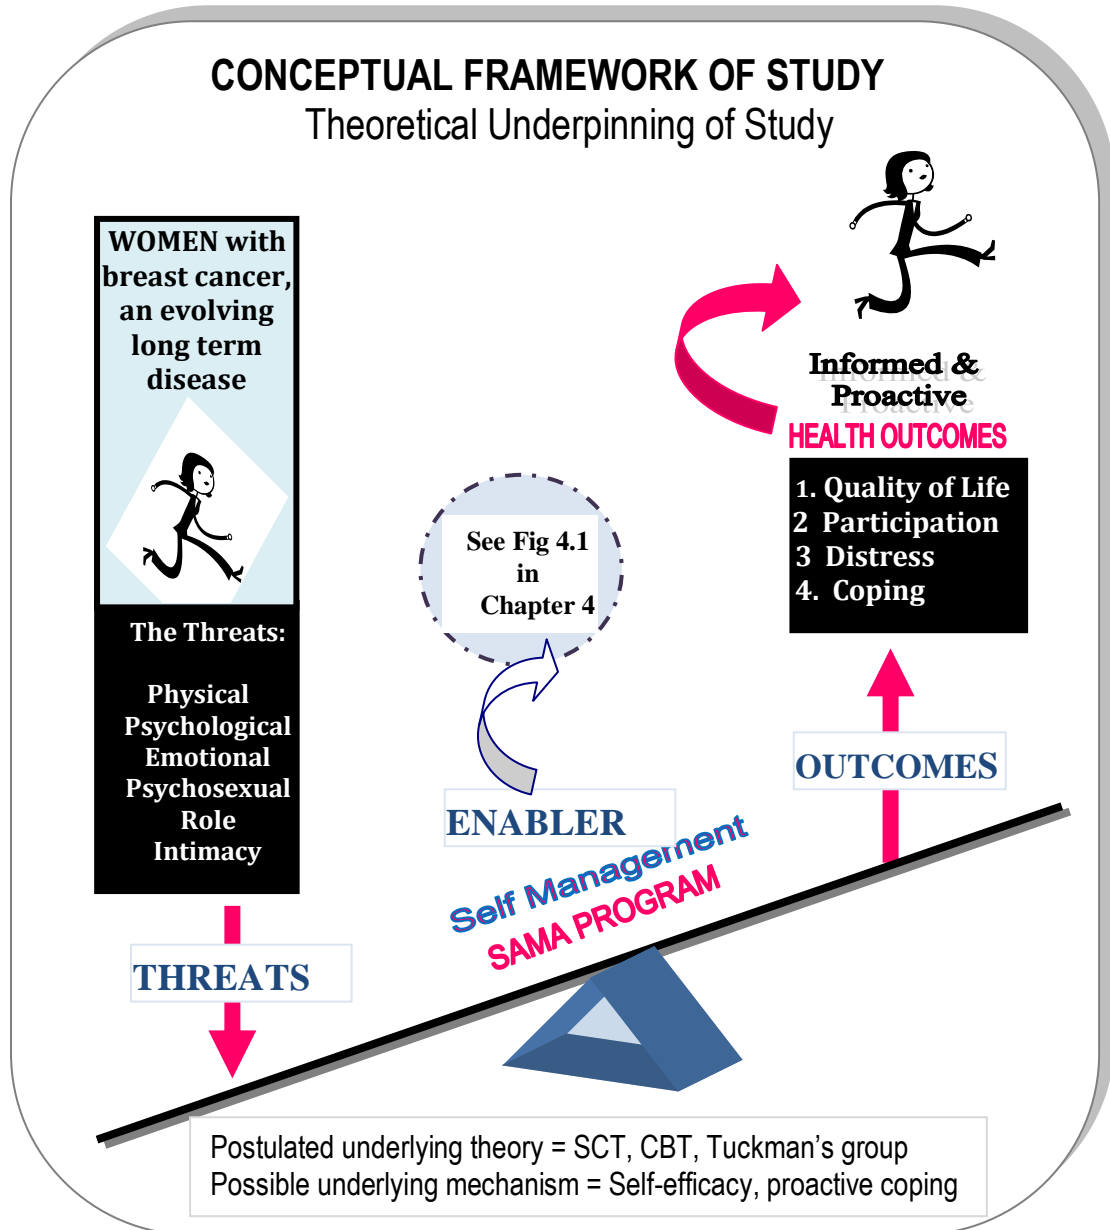 CONCEPTUAL FRAMEWORK OF STUDY
Theoretical Underpinning of Study
WOMEN with
breast cancer,
an evolving
long term
disease
The Threats:
Physical
Psychological
Emotional
Psychosexual
Role
Intimacy
THREATS
See Fig 4.1
in
Chapter 4
ENABLER
Self Management
SAMA PROGRAM
Informed &
Proactive
HEALTH OUTCOMES
1. Quality of Life
2 Participation
3 Distress
4. Coping
OUTCOMES
Postulated underlying theory = SCT, CBT, Tuckman's group
Possible underlying mechanism = Self-efficacy, proactive coping